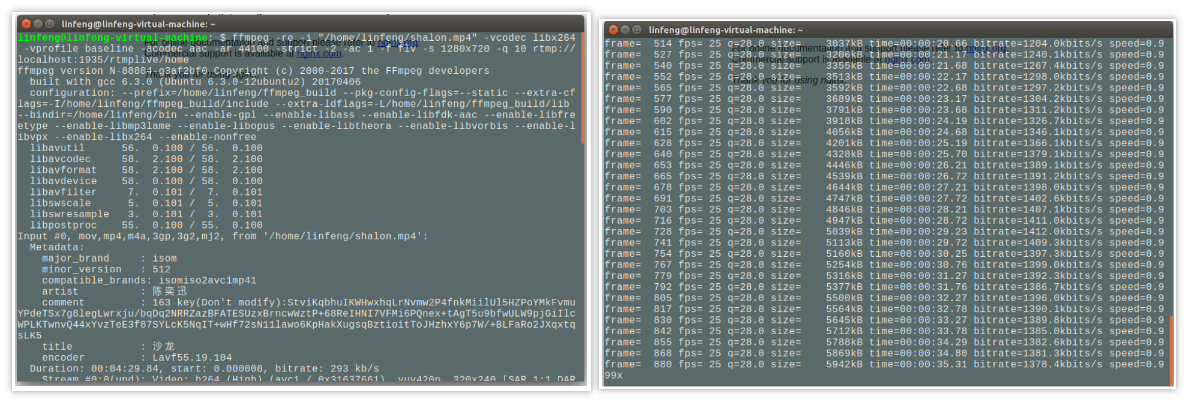 linfeng@linfeng-virtual-machine: ~
linfeng@linfeng-virtual-machine: $ ffmpeg -re -i "/home/linfeng/shalon.mp4" -vcodec libx264
-vprofile baseline -acodec aac -ar 44100 -strict -2 -ac 1 -f flv -s 1280x720 -q 10 rtmp://
localhost:1935/rtmplive/home
ffmpeg version Copyright (c) 2000-2017 the FFmpeg developers
built with gcc 6.3.0 (Ubuntu 6.3.0-12ubuntu2) 20170406
configuration: --prefix=/home/linfeng/ffmpeg_build --pkg-config-flags=--static --extra-cf
lags=-I/home/linfeng/ffmpeg_build/include --extra-ldflags=-L/home/linfeng/ffmpeg_build/lib
--bindir=/home/linfeng/bin --enable-gpl --enable-libass --enable-libfdk-aac --enable-libfre
etype --enable-libmp3lame --enable-libopus --enable-libtheora --enable-libvorbis --enable-l
ibvpx --enable-libx264 --enable-nonfree
libavutil 56. 0.100 / 56. 0.100
libavcodec 58. 2.100 / 58. 2.100
libavformat 58. 2.100 / 58. 2.100
libavdevice 58. 0.100 / 58. 0.100
libavfilter 7. 0.101 / 7. 0.101
libswscale 5. 0.101 / 5. 0.101
libswresample 3. 0.101 / 3. 0.101
libpostproc 55. 0.100 / 55. 0.100
Input #0, mov,mp4,m4a,3gp,3g2,mj2, from '/home/linfeng/shalon.mp4':
Metadata:
major_brand : isom
minor_version : 512
compatible_brands: isomiso2avc1mp41
artist : 陈奕迅
comment : 163 key(Don't modify):
title : 沙龙
encoder : Lavf55.19.104
Duration: 00:04:29.84, start: 0.000000, bitrate: 293 kb/s
Stream #0:0(und): Video: h264 (High) (avc1 / 0x31637661), yuv420p, 320x240 [SAR 1:1 DAR
linfeng@linfeng-virtual-machine: ~
frame= 514 fps= 25 q=28.0 size= 3037kB time=00:00:20.66 bitrate=1204.0kbits/s speed=0.9
frame= 527 fps= 25 q=28.0 size= 3206kB time=00:00:21.17 bitrate=1240.1kbits/s speed=0.9
frame= 540 fps= 25 q=28.0 size= 3355kB time=00:00:21.68 bitrate=1267.4kbits/s speed=0.9
frame= 552 fps= 25 q=28.0 size= 3513kB time=00:00:22.17 bitrate=1298.0kbits/s speed=0.9
frame= 565 fps= 25 q=28.0 size= 3592kB time=00:00:22.68 bitrate=1297.2kbits/s speed=0.9
frame= 577 fps= 25 q=28.0 size= 3689kB time=00:00:23.17 bitrate=1304.2kbits/s speed=0.9
frame= 590 fps= 25 q=28.0 size= 3791kB time=00:00:23.68 bitrate=1311.2kbits/s speed=0.9
frame= 602 fps= 25 q=28.0 size= 3918kB time=00:00:24.19 bitrate=1326.7kbits/s speed=0.9
frame= 615 fps= 25 q=28.0 size= 4056kB time=00:00:24.68 bitrate=1346.1kbits/s speed=0.9
frame= 628 fps= 25 q=28.0 size= 4201kB time=00:00:25.19 bitrate=1366.1kbits/s speed=0.9
frame= 640 fps= 25 q=28.0 size= 4328kB time=00:00:25.70 bitrate=1379.1kbits/s speed=0.9
frame= 653 fps= 25 q=28.0 size= 4446kB time=00:00:26.21 bitrate=1389.1kbits/s speed=0.9
frame= 665 fps= 25 q=28.0 size= 4539kB time=00:00:26.72 bitrate=1391.2kbits/s speed=0.9
frame= 678 fps= 25 q=28.0 size= 4644kB time=00:00:27.21 bitrate=1398.0kbits/s speed=0.9
frame= 691 fps= 25 q=28.0 size= 4747kB time=00:00:27.72 bitrate=1402.6kbits/s speed=0.9
frame= 703 fps= 25 q=28.0 size= 4846kB time=00:00:28.21 bitrate=1407.1kbits/s speed=0.9
frame= 716 fps= 25 q=28.0 size= 4947kB time=00:00:28.72 bitrate=1411.0kbits/s speed=0.9
frame= 728 fps= 25 q=28.0 size= 5039kB time=00:00:29.23 bitrate=1412.0kbits/s speed=0.9
frame= 741 fps= 25 q=28.0 size= 5113kB time=00:00:29.72 bitrate=1409.3kbits/s speed=0.9
frame= 754 fps= 25 q=28.0 size= 5160kB time=00:00:30.25 bitrate=1397.3kbits/s speed=0.9
frame= 767 fps= 25 q=28.0 size= 5254kB time=00:00:30.76 bitrate=1399.0kbits/s speed=0.9
frame= 779 fps= 25 q=28.0 size= 5316kB time=00:00:31.27 bitrate=1392.3kbits/s speed=0.9
frame= 792 fps= 25 q=28.0 size= 5377kB time=00:00:31.76 bitrate=1386.7kbits/s speed=0.9
frame= 805 fps= 25 q=28.0 size= 5500kB time=00:00:32.27 bitrate=1396.0kbits/s speed=0.9
frame= 817 fps= 25 q=28.0 size= 5564kB time=00:00:32.78 bitrate=1390.1kbits/s speed=0.9
frame= 830 fps= 25 q=28.0 size= 5645kB time=00:00:33.27 bitrate=1389.8kbits/s speed=0.9
frame= 842 fps= 25 q=28.0 size= 5712kB time=00:00:33.78 bitrate=1385.0kbits/s speed=0.9
frame= 855 fps= 25 q=28.0 size= 5788kB time=00:00:34.29 bitrate=1382.6kbits/s speed=0.9
frame= 868 fps= 25 q=28.0 size= 5869kB time=00:00:34.80 bitrate=1381.3kbits/s speed=0.9
frame= 880 fps= 25 q=28.0 size= 5942kB time=00:00:35.31 bitrate=1378.4kbits/s speed=0.9
99x